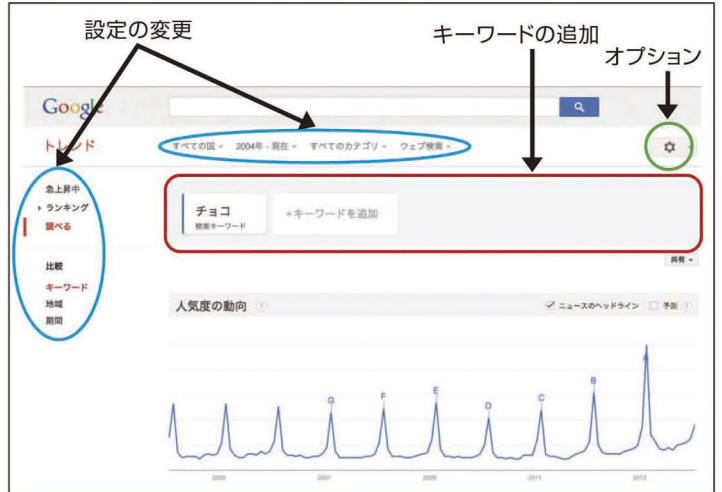 設定の変更
キーワードの追加
オプション
Google
トレンド
すべての国
2004年 - 現在
すべてのカテゴリ
ウェブ検索
急上昇中
ランキング
調べる
比較
キーワード
地域
期間
チョコ
検索キーワード
+キーワードを追加
共有
人気度の動向 ?
ニュースのヘッドライン
予測 ?
G
F
E
D
C
B
A
2005
2007
2009
2011
2013